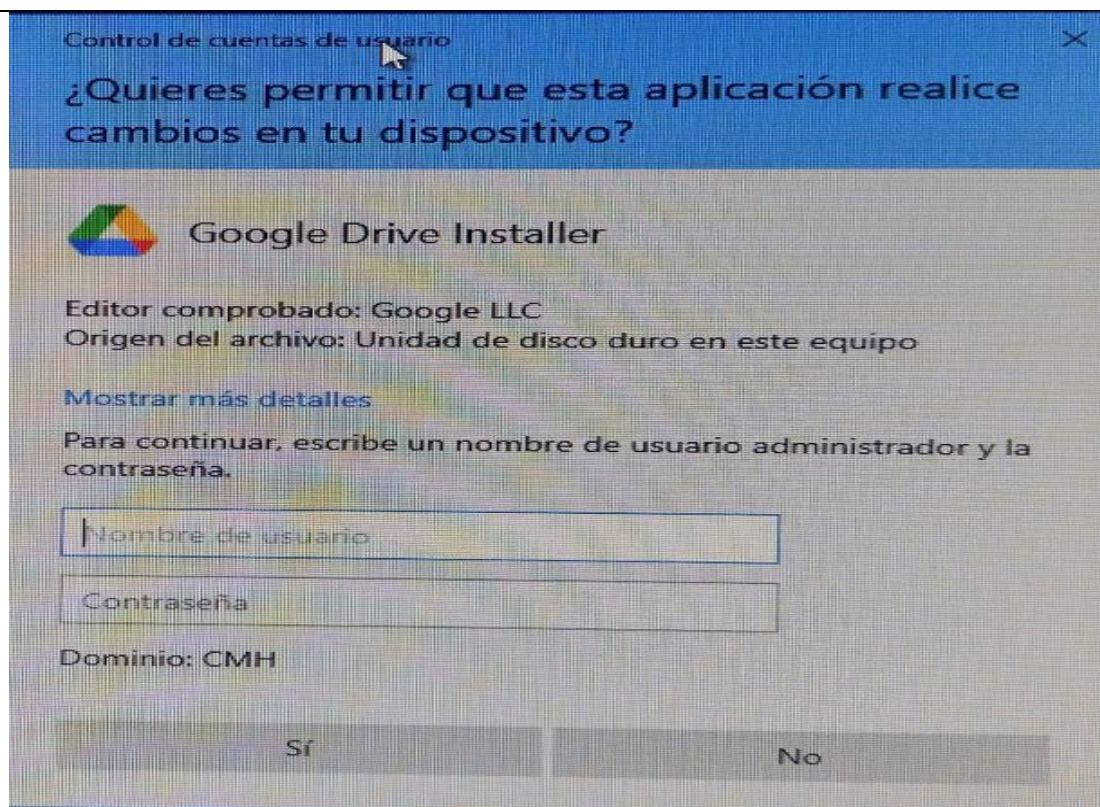 Control de cuentas de usuario
¿Quieres permitir que esta aplicación realice
cambios en tu dispositivo?
Google Drive Installer
Editor comprobado: Google LLC
Origen del archivo: Unidad de disco duro en este equipo
Mostrar más detalles
Para continuar, escribe un nombre de usuario administrador y la
contraseña.
Nombre de usuario
Contraseña
Dominio: CMH
Sí
No